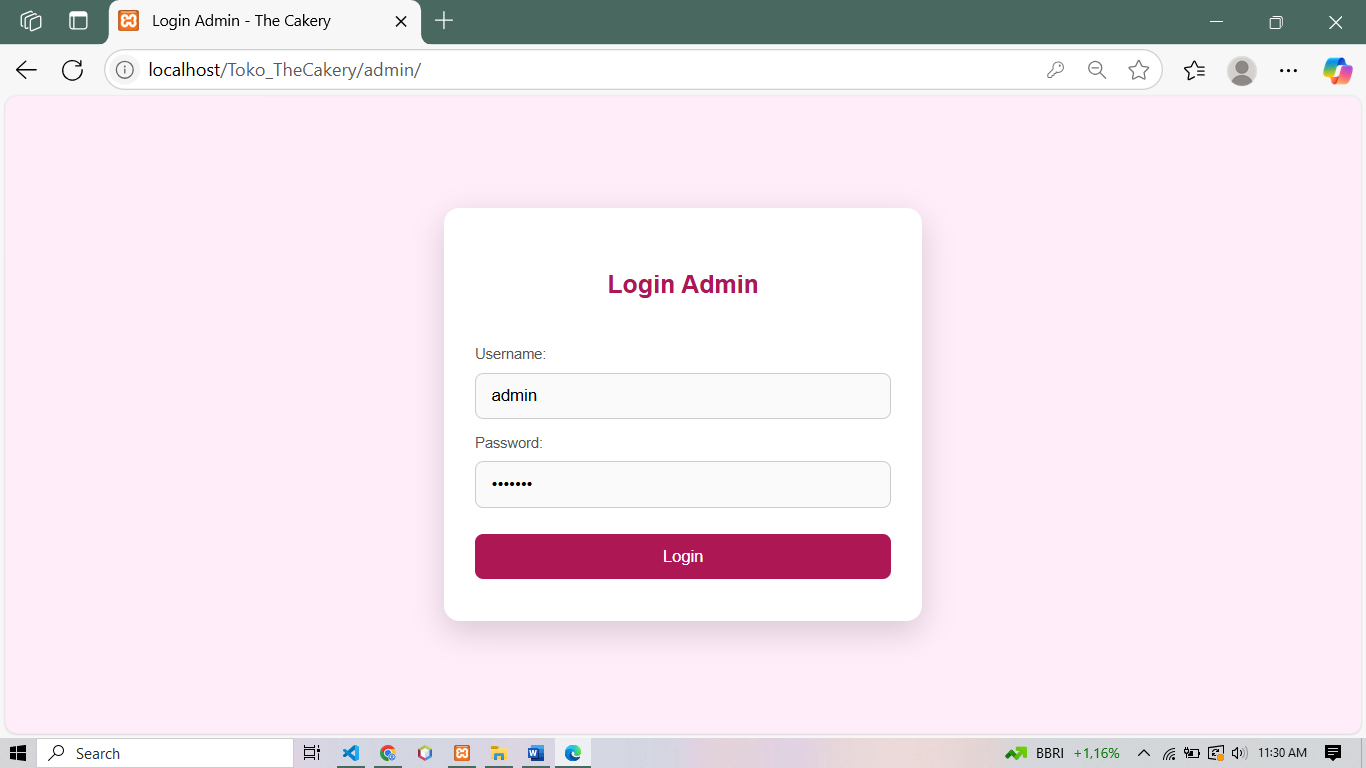 Login Admin - The Cakery
localhost/Toko_TheCakery/admin/
Login Admin
Username:
admin
Password:
•••••••
Login
Search
BBRI +1,16%
11:30 AM